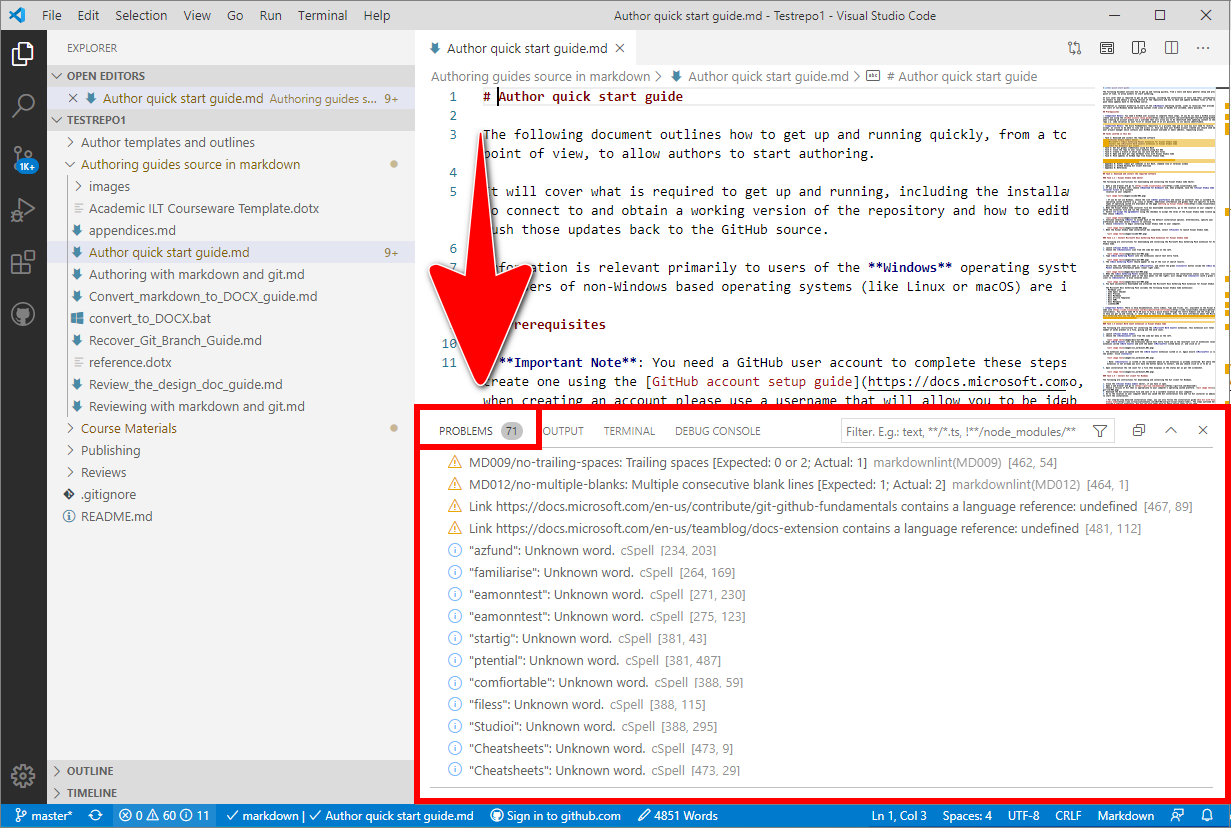 File Edit Selection View Go Run Terminal Help
Author quick start guide.md - Testrepo1 - Visual Studio Code
EXPLORER
OPEN EDITORS
Author quick start guide.md Authoring guides s... 9+
TESTREPO1
Author templates and outlines
Authoring guides source in markdown
images
Academic ILT Courseware Template.dotx
appendices.md
Author quick start guide.md 9+
Authoring with markdown and git.md
Convert_markdown_to_DOCX_guide.md
convert_to_DOCX.bat
Recover_Git_Branch_Guide.md
reference.dotx
Review_the_design_doc_guide.md
Reviewing with markdown and git.md
Course Materials
Publishing
Reviews
.gitignore
README.md
OUTLINE
TIMELINE
1K+
Author quick start guide.md
Authoring guides source in markdown > Author quick start guide.md > # Author quick start guide
1 # Author quick start guide
2
3 The following document outlines how to get up and running quickly, from a tc
point of view, to allow authors to start authoring.
4
5 It will cover what is required to get up and running, including the installa
to connect to and obtain a working version of the repository and how to edit
push those updates back to the GitHub source.
6
7 nformation is relevant primarily to users of the **Windows** operating systt
ers of non-Windows based operating systems (like Linux or macOS) are i
rerequisites
10
11 **Important Note**: You need a GitHub user account to complete these steps
create one using the [GitHub account setup guide](https://docs.microsoft.como,
when creating an account please use a username that will allow you to be ideb
PROBLEMS 71 OUTPUT TERMINAL DEBUG CONSOLE
Filter. E.g.: text, **/*.ts, !**/node_modules/**
MD009/no-trailing-spaces: Trailing spaces [Expected: 0 or 2; Actual: 1] markdownlint(MD009) [462, 54]
MD012/no-multiple-blanks: Multiple consecutive blank lines [Expected: 1; Actual: 2] markdownlint(MD012) [464, 1]
Link https://docs.microsoft.com/en-us/contribute/git-github-fundamentals contains a language reference: undefined [467, 89]
Link https://docs.microsoft.com/en-us/teamblog/docs-extension contains a language reference: undefined [481, 112]
"azfund": Unknown word. cSpell [234, 203]
"familiarise": Unknown word. cSpell [264, 169]
"eamonntest": Unknown word. cSpell [271, 230]
"eamonntest": Unknown word. cSpell [275, 123]
"startig": Unknown word. cSpell [381, 43]
"ptential": Unknown word. cSpell [381, 487]
"comfiortable": Unknown word. cSpell [388, 59]
"filess": Unknown word. cSpell [388, 115]
"Studioi": Unknown word. cSpell [388, 295]
"Cheatsheets": Unknown word. cSpell [473, 9]
"Cheatsheets": Unknown word. cSpell [473, 29]
master* 0 60 11 markdown | Author quick start guide.md Sign in to github.com 4851 Words Ln 1, Col 3 Spaces: 4 UTF-8 CRLF Markdown